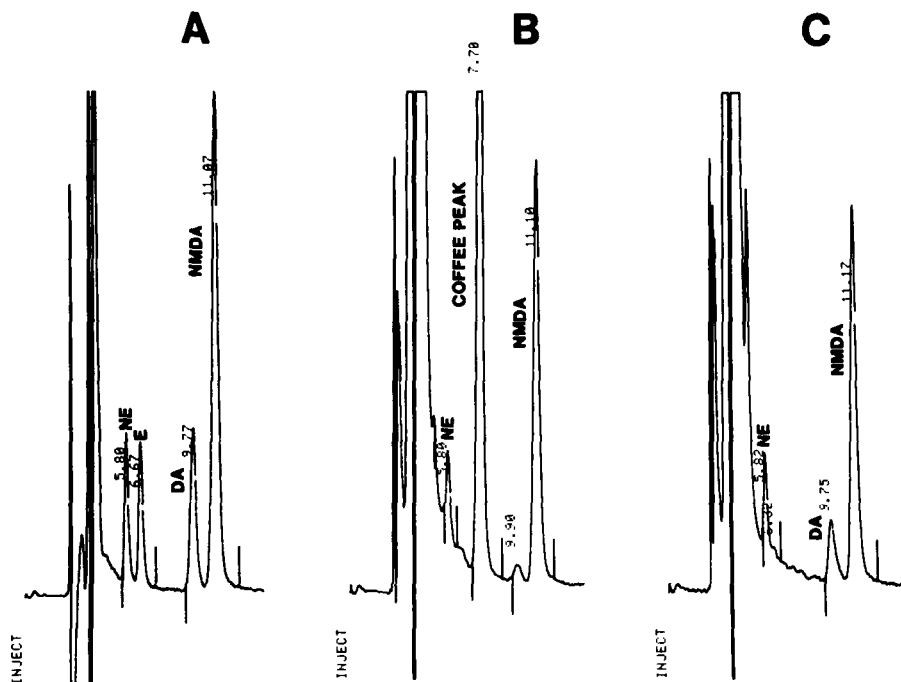 A
INJECT
5.80
NE
6.67
E
DA
9.77
NMDA
11.07
B
INJECT
5.80
NE
COFFEE PEAK
7.70
9.90
NMDA
11.10
C
INJECT
5.82
NE
DA
9.75
NMDA
11.17